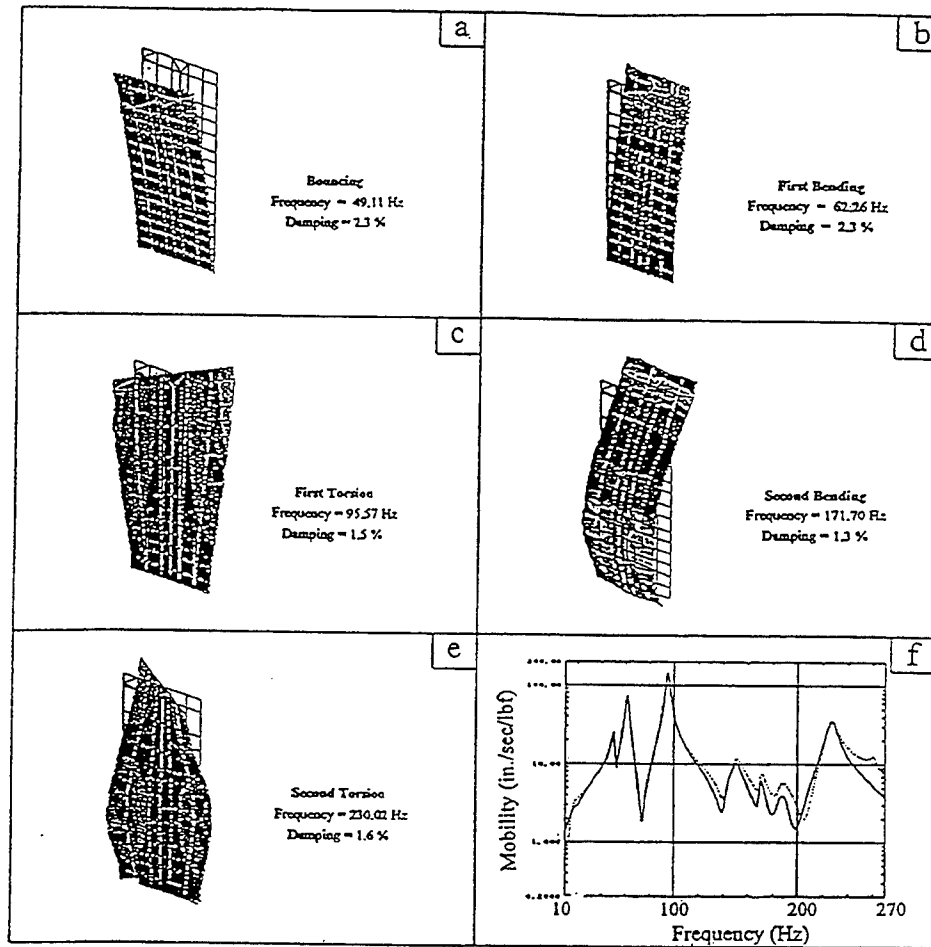 a
Bouncing
Frequency = 49.11 Hz
Damping = 2.3 %
b
First Bending
Frequency = 62.26 Hz
Damping = 2.3 %
c
First Torsion
Frequency = 95.57 Hz
Damping = 1.5 %
d
Second Bending
Frequency = 171.70 Hz
Damping = 1.3 %
e
Second Torsion
Frequency = 230.02 Hz
Damping = 1.6 %
f
Mobility (in./sec/lbf)
10 100 200 270
Frequency (Hz)